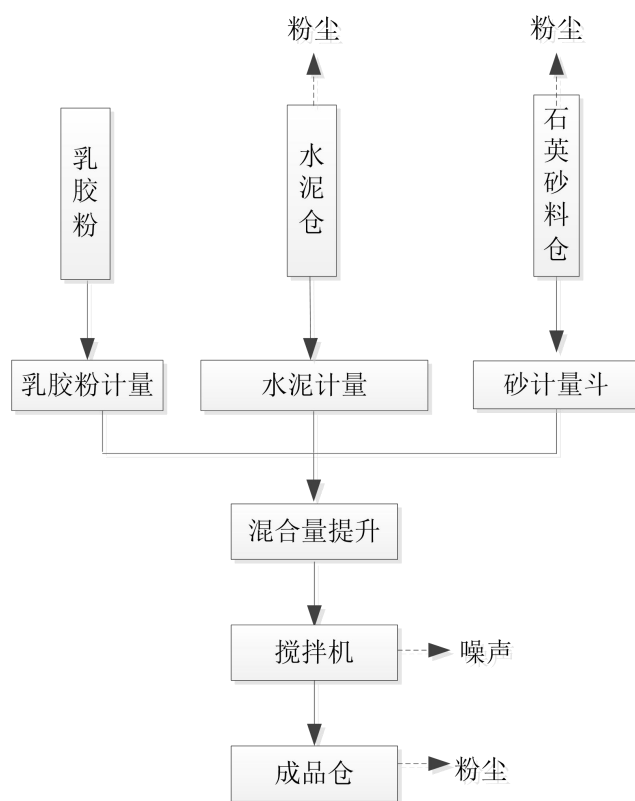 粉尘
粉尘
乳胶粉
水泥仓
石英砂料仓
乳胶粉计量
水泥计量
砂计量斗
混合量提升
搅拌机
噪声
成品仓
粉尘